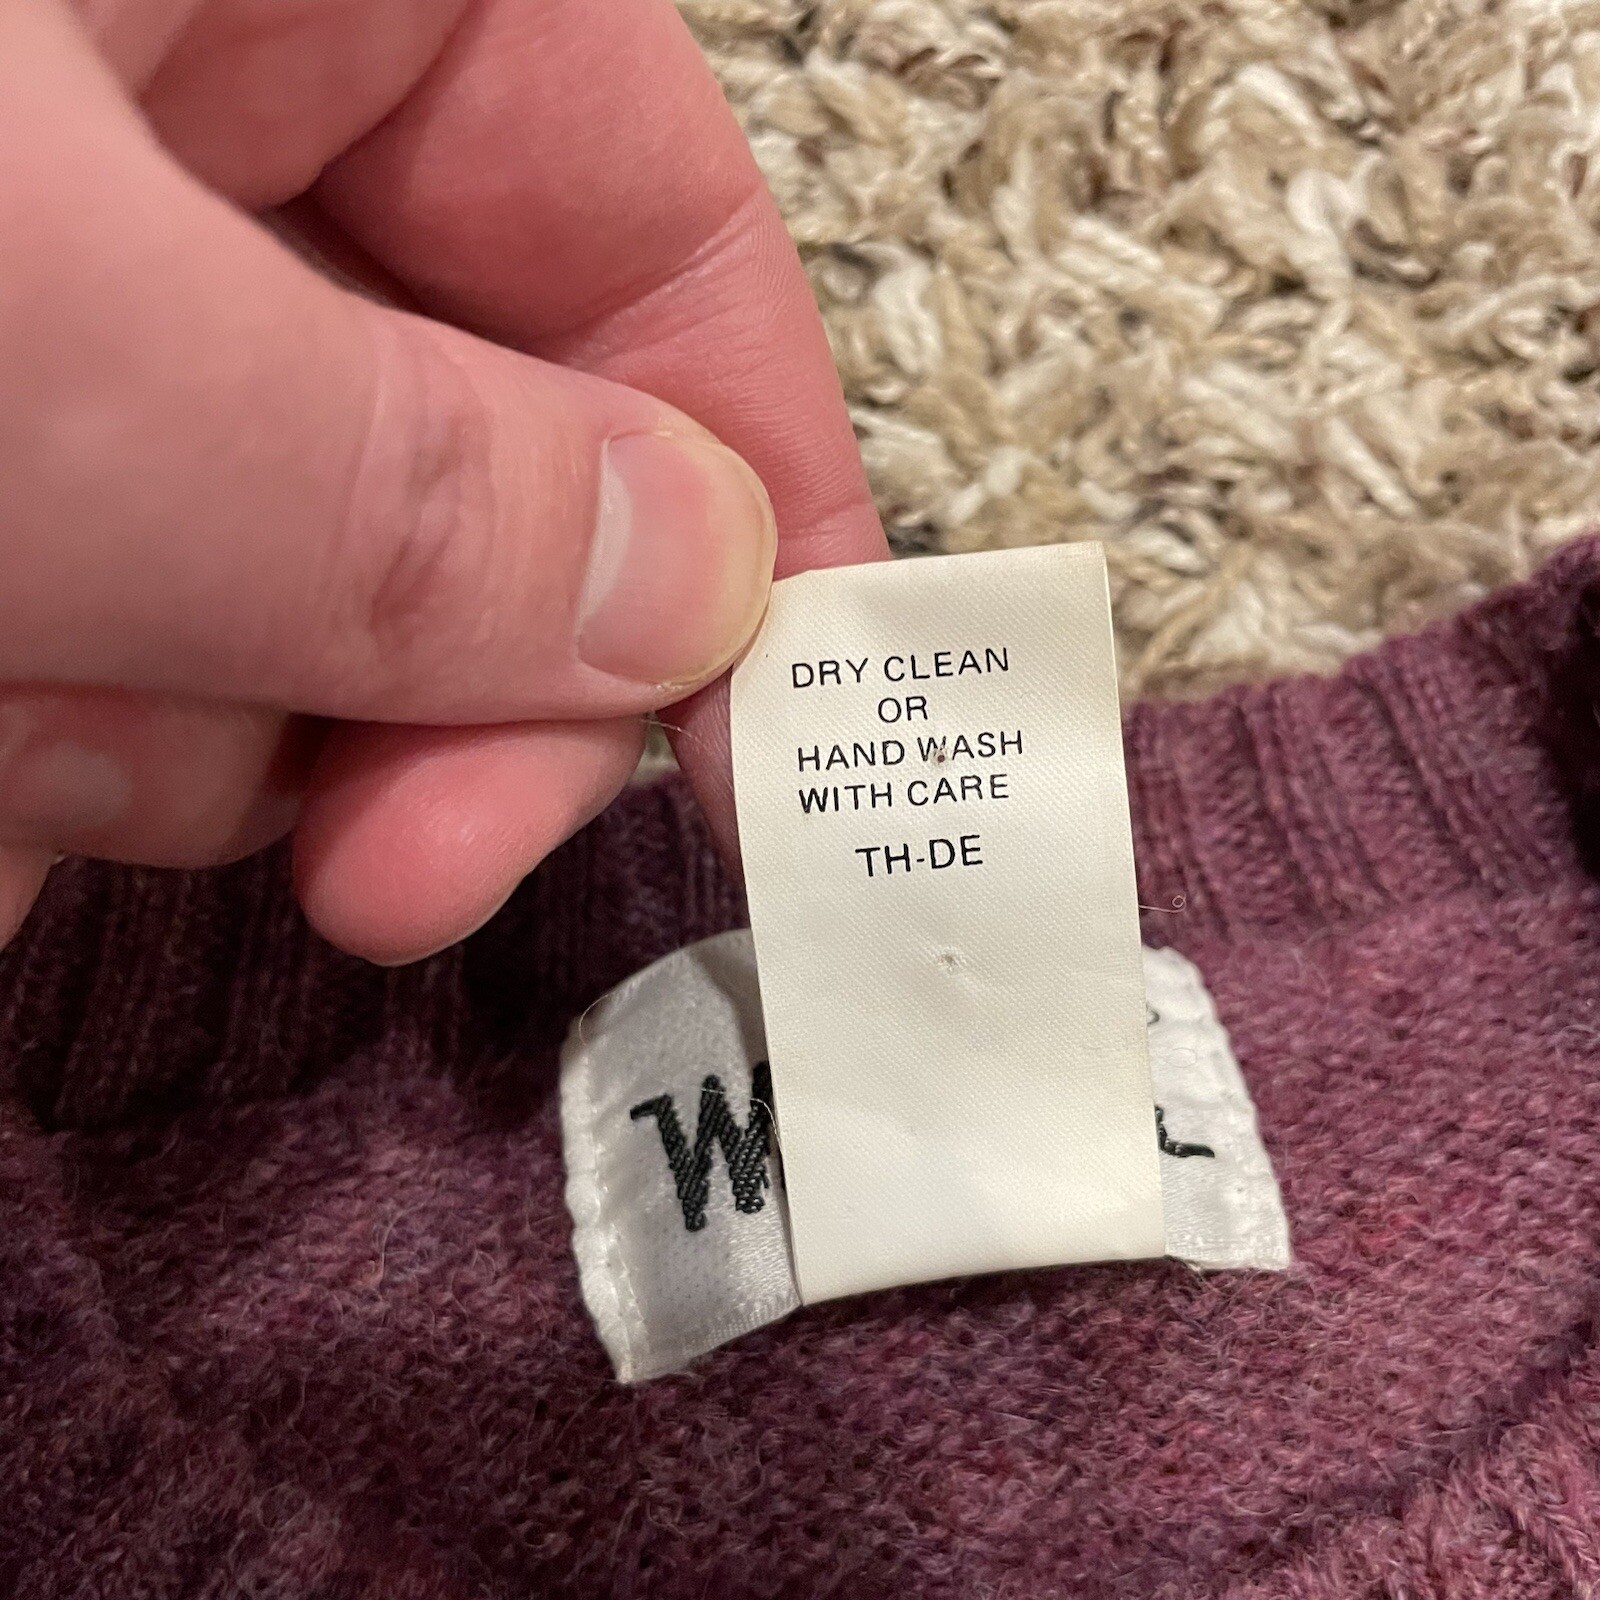 DRY CLEAN
OR
HAND WASH
WITH CARE
TH-DE